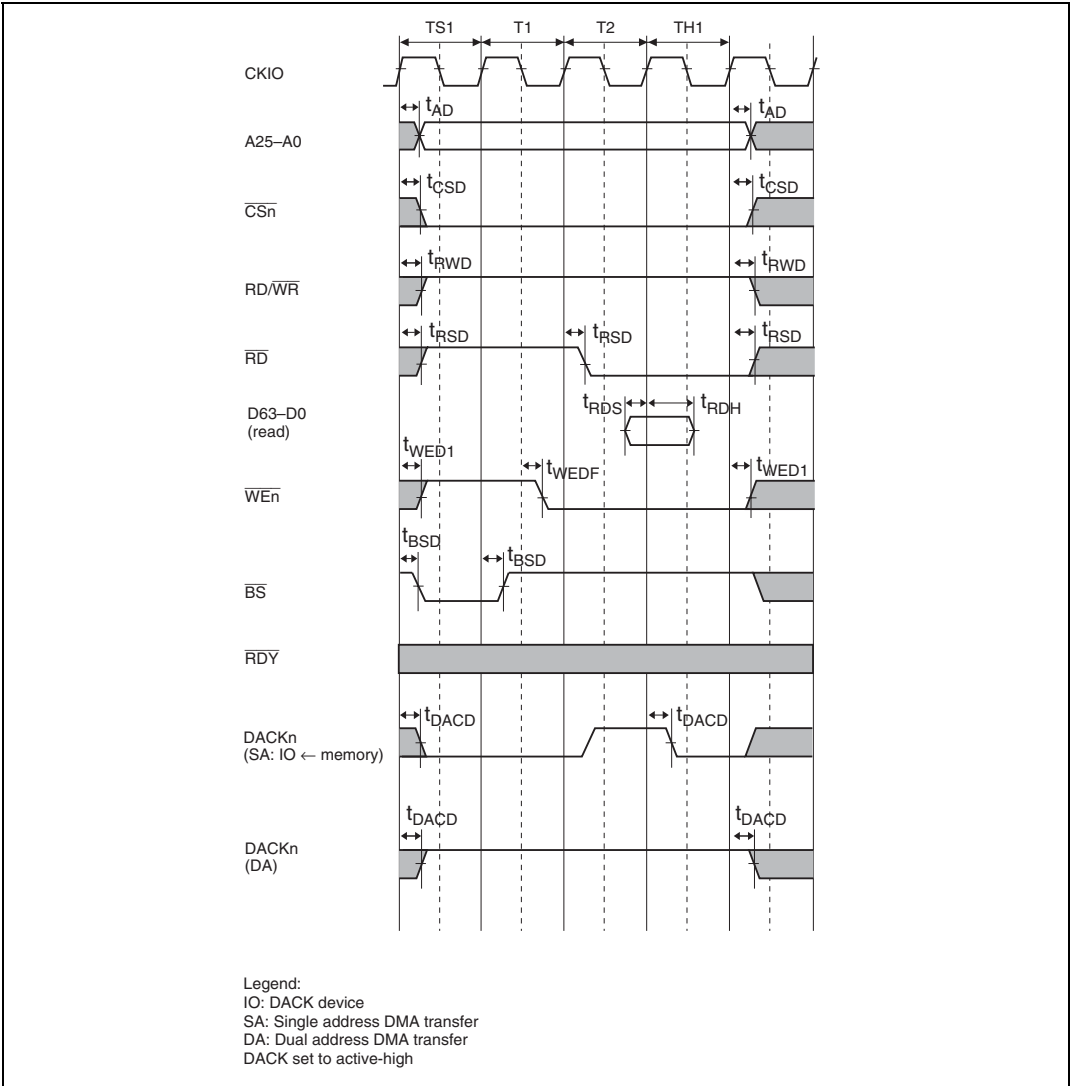 TS1 T1 T2 TH1
CKIO
tAD tAD
A25–A0
tCSD tCSD
CSn
tRWD tRWD
RD/WR
tRSD tRSD tRSD
RD
D63–D0
(read)
tRDS tRDH
tWED1 tWEDF tWED1
WEn
tBSD tBSD
BS
RDY
tDACD tDACD
DACKn
(SA: IO ← memory)
tDACD tDACD
DACKn
(DA)
Legend:
IO: DACK device
SA: Single address DMA transfer
DA: Dual address DMA transfer
DACK set to active-high